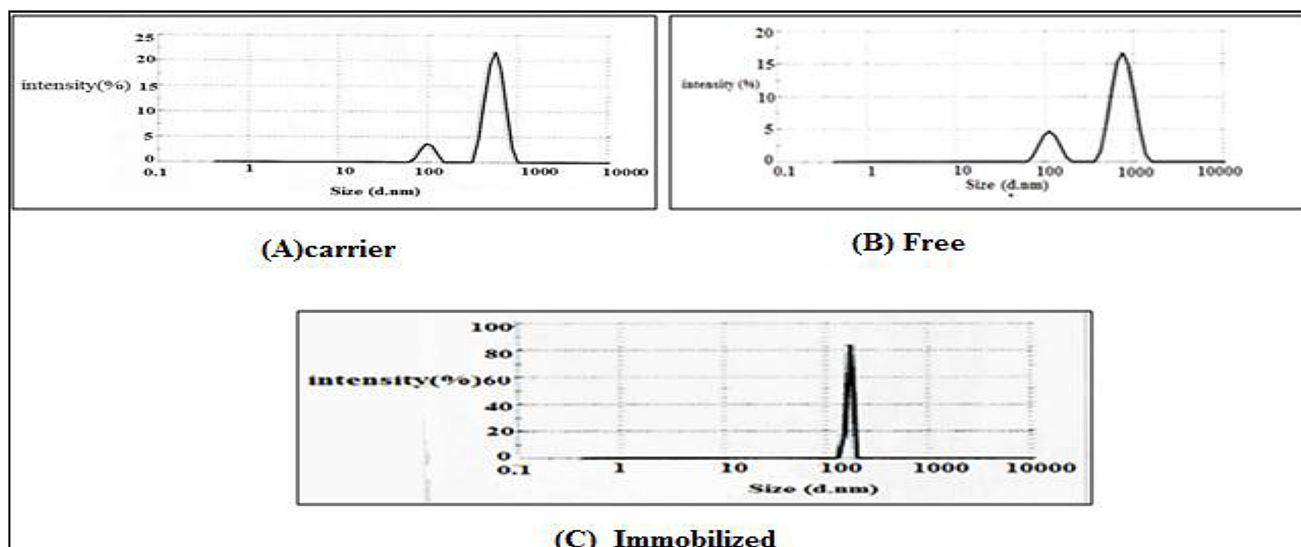 25
20
intensity(%)
15
10
5
0
0.1 1 10 100 1000 10000
Size (d.nm)
(A)carrier
20
15
intensity (%)
10
5
0
0.1 1 10 100 1000 10000
Size (d.nm)
(B) Free
100
80
intensity(%)60
40
20
0
0.1 1 10 100 1000 10000
Size (d.nm)
(C) Immobilized